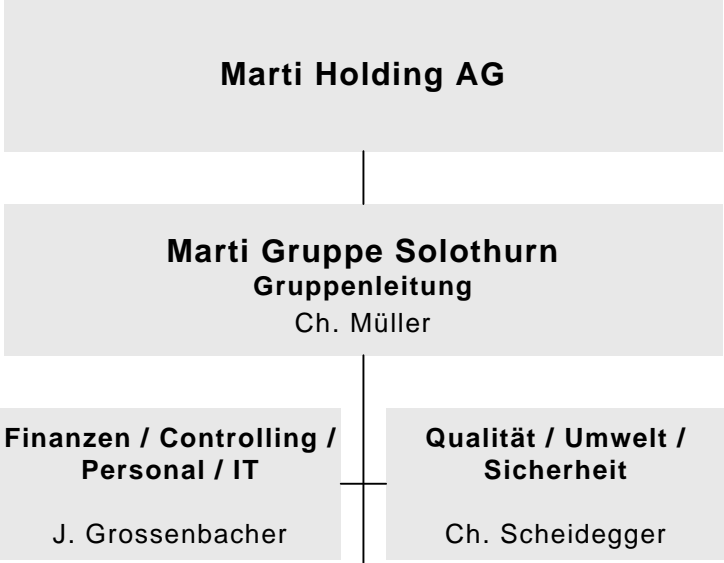 Marti Holding AG
Marti Gruppe Solothurn
Gruppenleitung
Ch. Müller
Finanzen / Controlling /
Personal / IT
J. Grossenbacher
Qualität / Umwelt /
Sicherheit
Ch. Scheidegger